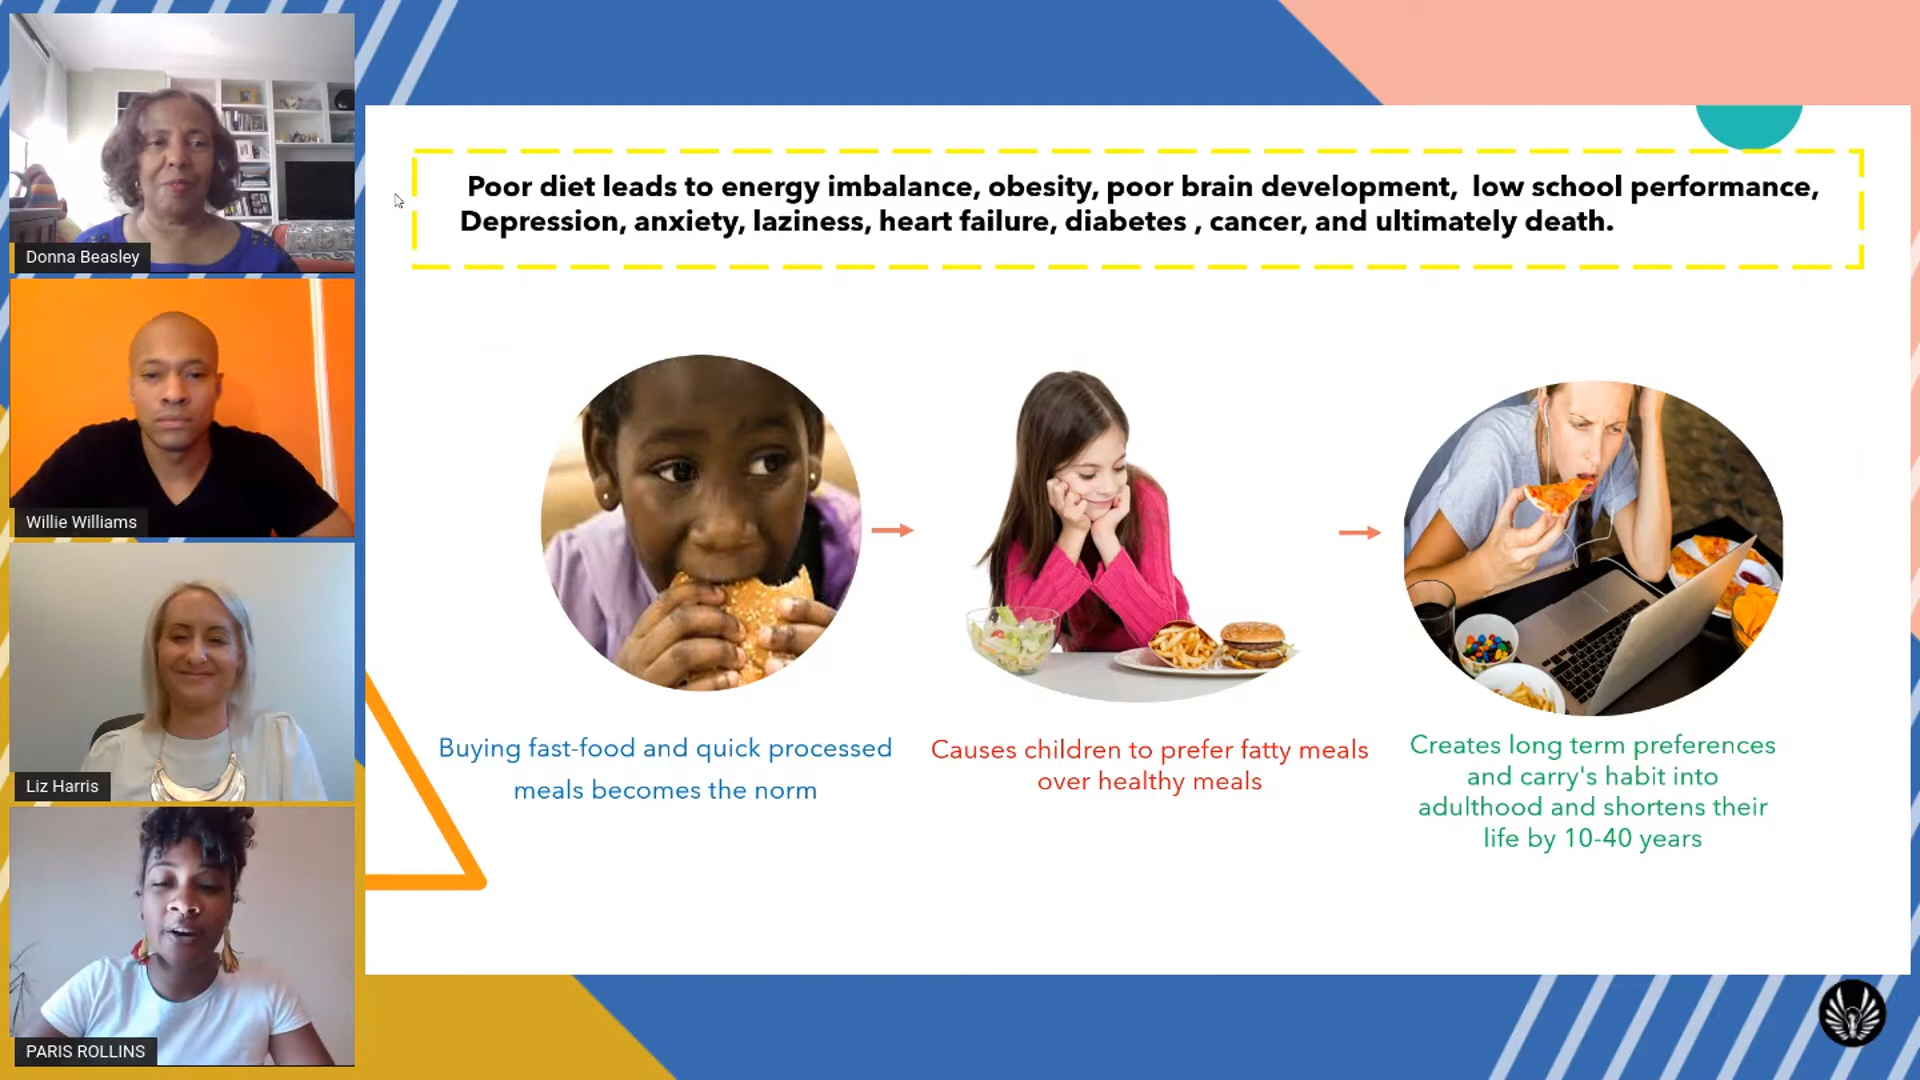 Donna Beasley
Willie Williams
Liz Harris
PARIS ROLLINS
Poor diet leads to energy imbalance, obesity, poor brain development, low school performance,
Depression, anxiety, laziness, heart failure, diabetes , cancer, and ultimately death.
Buying fast-food and quick processed
meals becomes the norm
Causes children to prefer fatty meals
over healthy meals
Creates long term preferences
and carry's habit into
adulthood and shortens their
life by 10-40 years